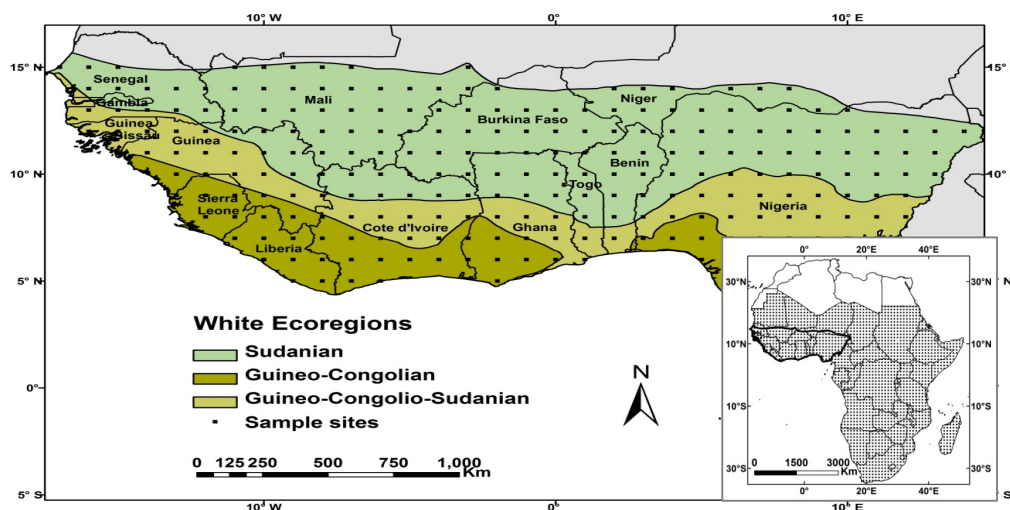 10°W 0° 10°E
15°N 15°N
Senegal
Gambia
Mali
Niger
Burkina Faso
Guinea
Bissau
Guinea
Benin
10°N 10°N
Togo
Sierra
Leone
Nigeria
Cote d'Ivoire
Ghana
Liberia
5°N N
White Ecoregions
Sudanian
Guineo-Congolian
Guineo-Congolio-Sudanian
Sample sites
N
0 125 250 500 750 1,000
Km
0°
5°S S
10°W 0° 10°E
20°E 40°E
30°N 30°N
10°N 10°N
10°S 10°S
30°S 30°S
0 1500 3000
Km
0° 20°E 40°E